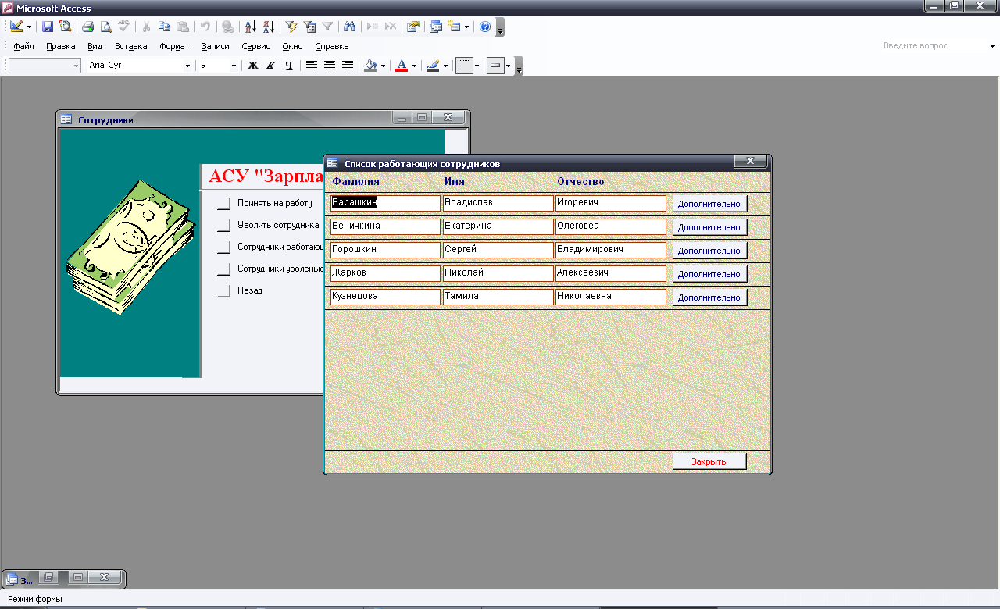 Microsoft Access
Файл Правка Вид Вставка Формат Записи Сервис Окно Справка Введите вопрос
Arial Cyr 9 Ж К Ч
Сотрудники
АСУ "Зарпла
Принять на работу
Уволить сотрудника
Сотрудники работаю
Сотрудники уволеные
Назад
Список работающих сотрудников
Фамилия Имя Отчество
Барашкин Владислав Игоревич Дополнительно
Веничкина Екатерина Олеговеа Дополнительно
Горошкин Сергей Владимирович Дополнительно
Жарков Николай Алексеевич Дополнительно
Кузнецова Тамила Николаевна Дополнительно
Закрыть
З...
Режим формы